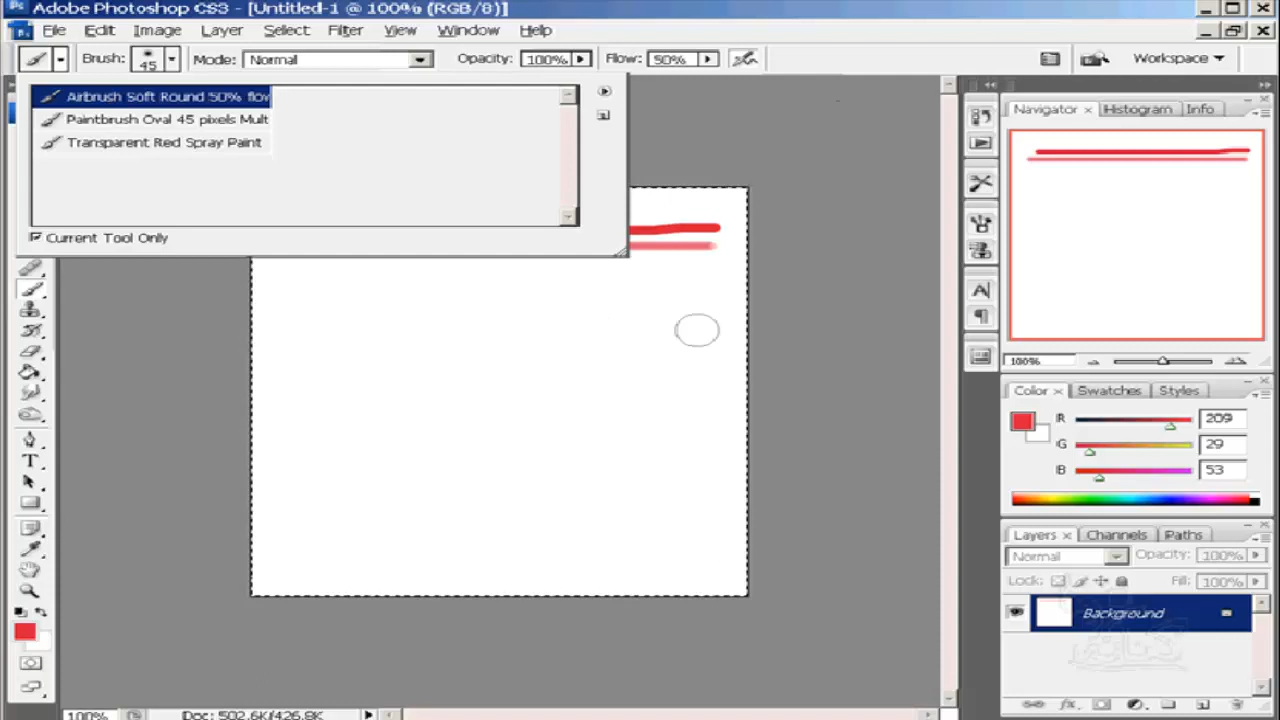 Adobe Photoshop CS3 - [Untitled-1 @ 100% (RGB/8)]
File Edit Image Layer Select Filter View Window Help
Brush: 45 Mode: Normal Opacity: 100% Flow: 50% Workspace
Airbrush Soft Round 50% flow
Paintbrush Oval 45 pixels Mult
Transparent Red Spray Paint
Current Tool Only
Navigator x Histogram Info
100%
Color x Swatches Styles
R 209
G 29
B 53
Layers x Channels Paths
Normal Opacity: 100%
Lock: Fill: 100%
Background
100% Doc: 502.6K/426.8K